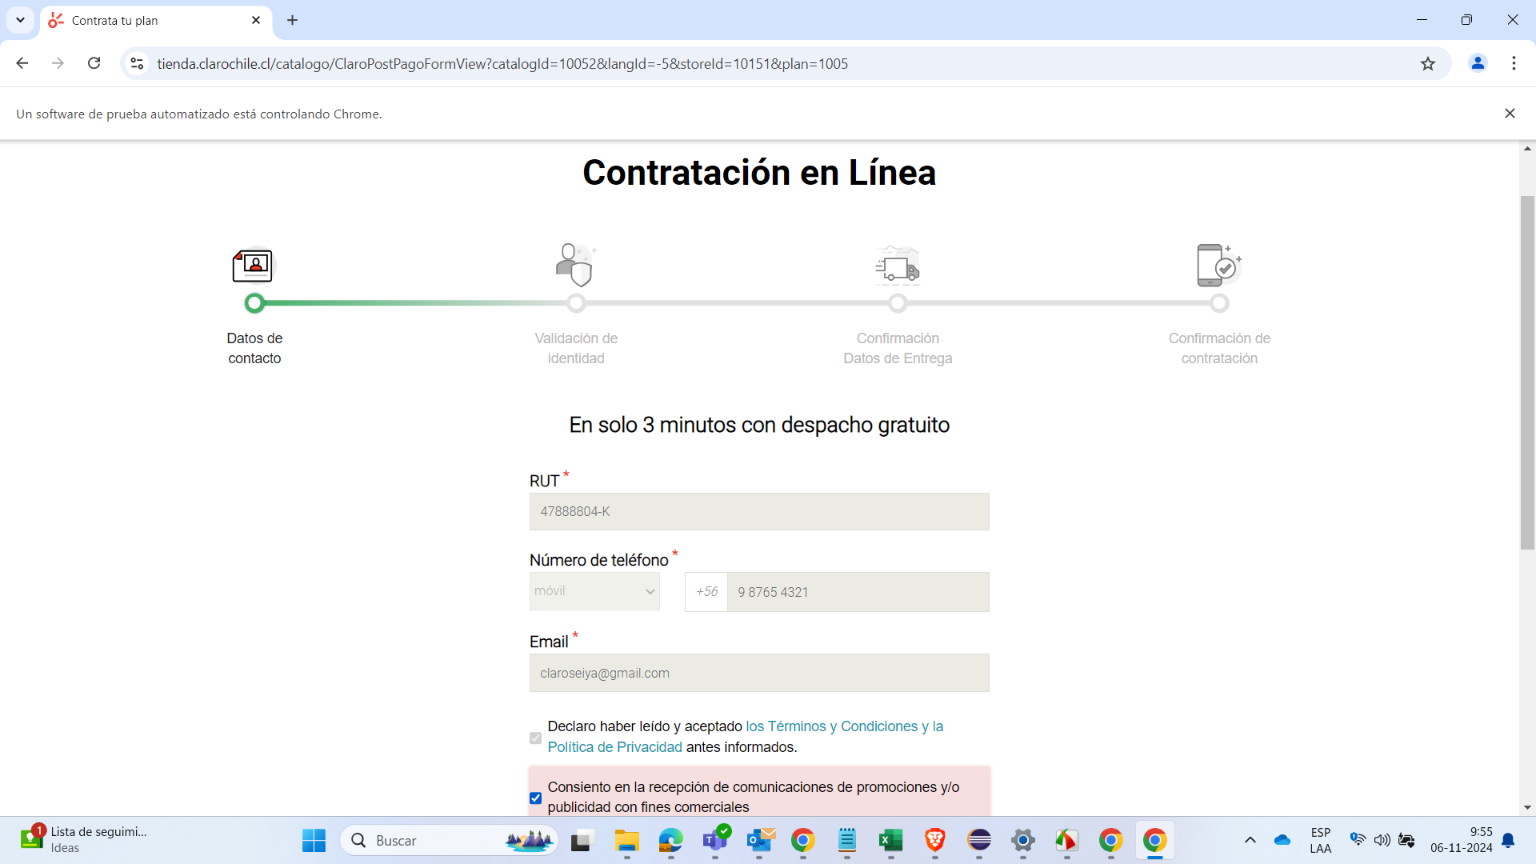 Contrata tu plan
tienda.clarochile.cl/catalogo/ClaroPostPagoFormView?catalogId=10052&langId=-5&storeId=10151&plan=1005
Un software de prueba automatizado está controlando Chrome.
Contratación en Línea
Datos de
contacto
Validación de
identidad
Confirmación
Datos de Entrega
Confirmación de
contratación
En solo 3 minutos con despacho gratuito
RUT *
47888804-K
Número de teléfono *
móvil
+56
9 8765 4321
Email *
claroseiya@gmail.com
Declaro haber leído y aceptado los Términos y Condiciones y la
Política de Privacidad antes informados.
Consiento en la recepción de comunicaciones de promociones y/o
publicidad con fines comerciales
1
Lista de seguimi...
Ideas
Buscar
ESP
LAA
9:55
06-11-2024